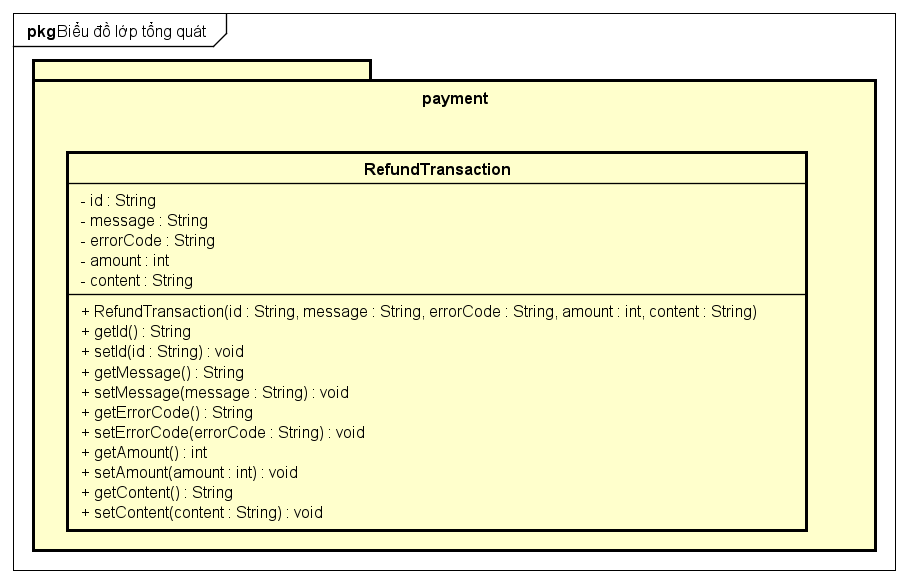 pkgBiểu đồ lớp tổng quát
payment
RefundTransaction
- id : String
- message : String
- errorCode : String
- amount : int
- content : String
+ RefundTransaction(id : String, message : String, errorCode : String, amount : int, content : String)
+ getId() : String
+ setId(id : String) : void
+ getMessage() : String
+ setMessage(message : String) : void
+ getErrorCode() : String
+ setErrorCode(errorCode : String) : void
+ getAmount() : int
+ setAmount(amount : int) : void
+ getContent() : String
+ setContent(content : String) : void